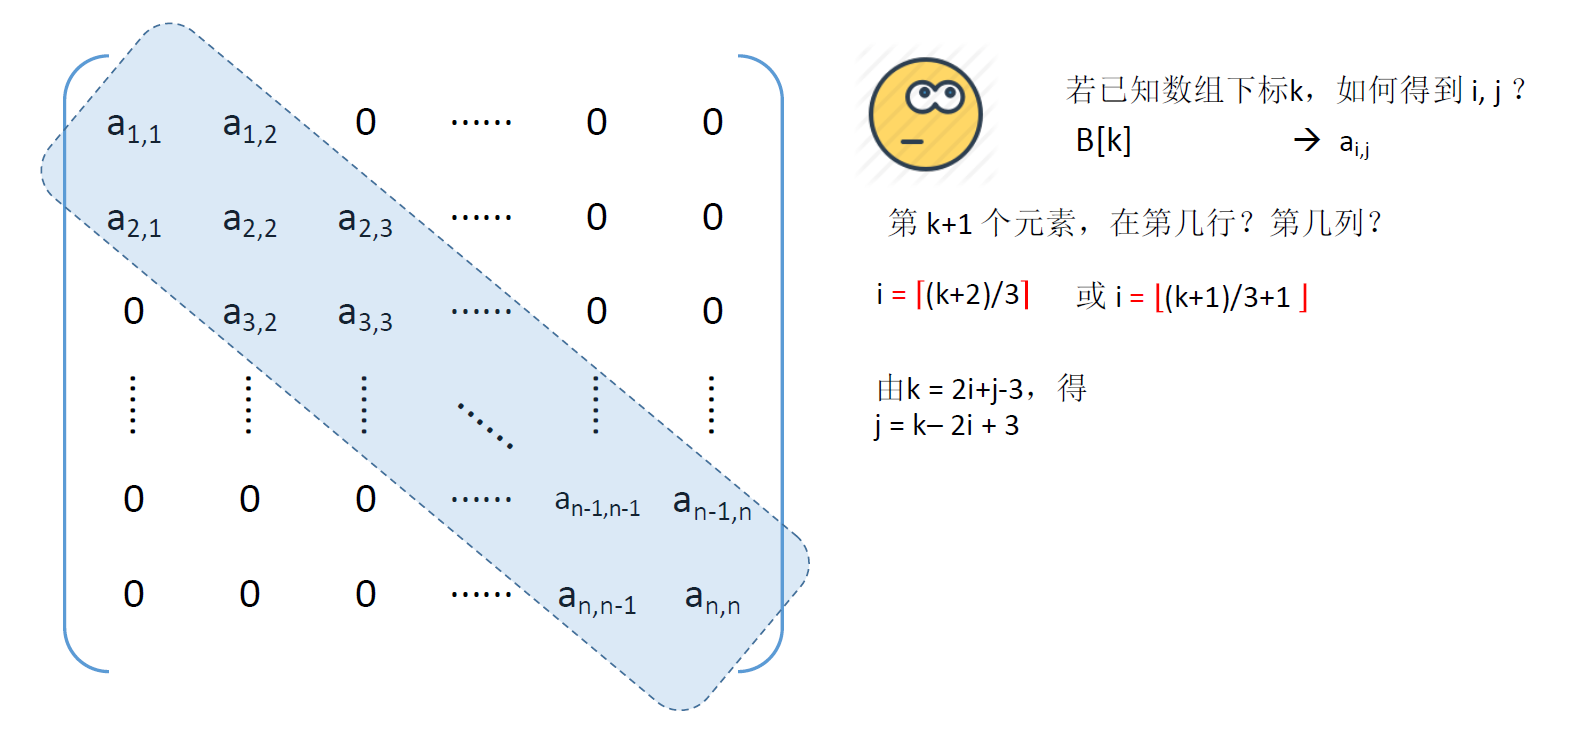 a1,1 a1,2 0 ...... 0 0
a2,1 a2,2 a2,3 ...... 0 0
0 a3,2 a3,3 ...... 0 0
0 0 0 ...... an-1,n-1 an-1,n
0 0 0 ...... an,n-1 an,n
若已知数组下标k，如何得到 i, j ？
B[k] → ai,j
第 k+1 个元素，在第几行？第几列？
i = ⌈(k+2)/3⌉ 或 i = ⌊(k+1)/3+1 ⌋
由k = 2i+j-3，得
j = k– 2i + 3